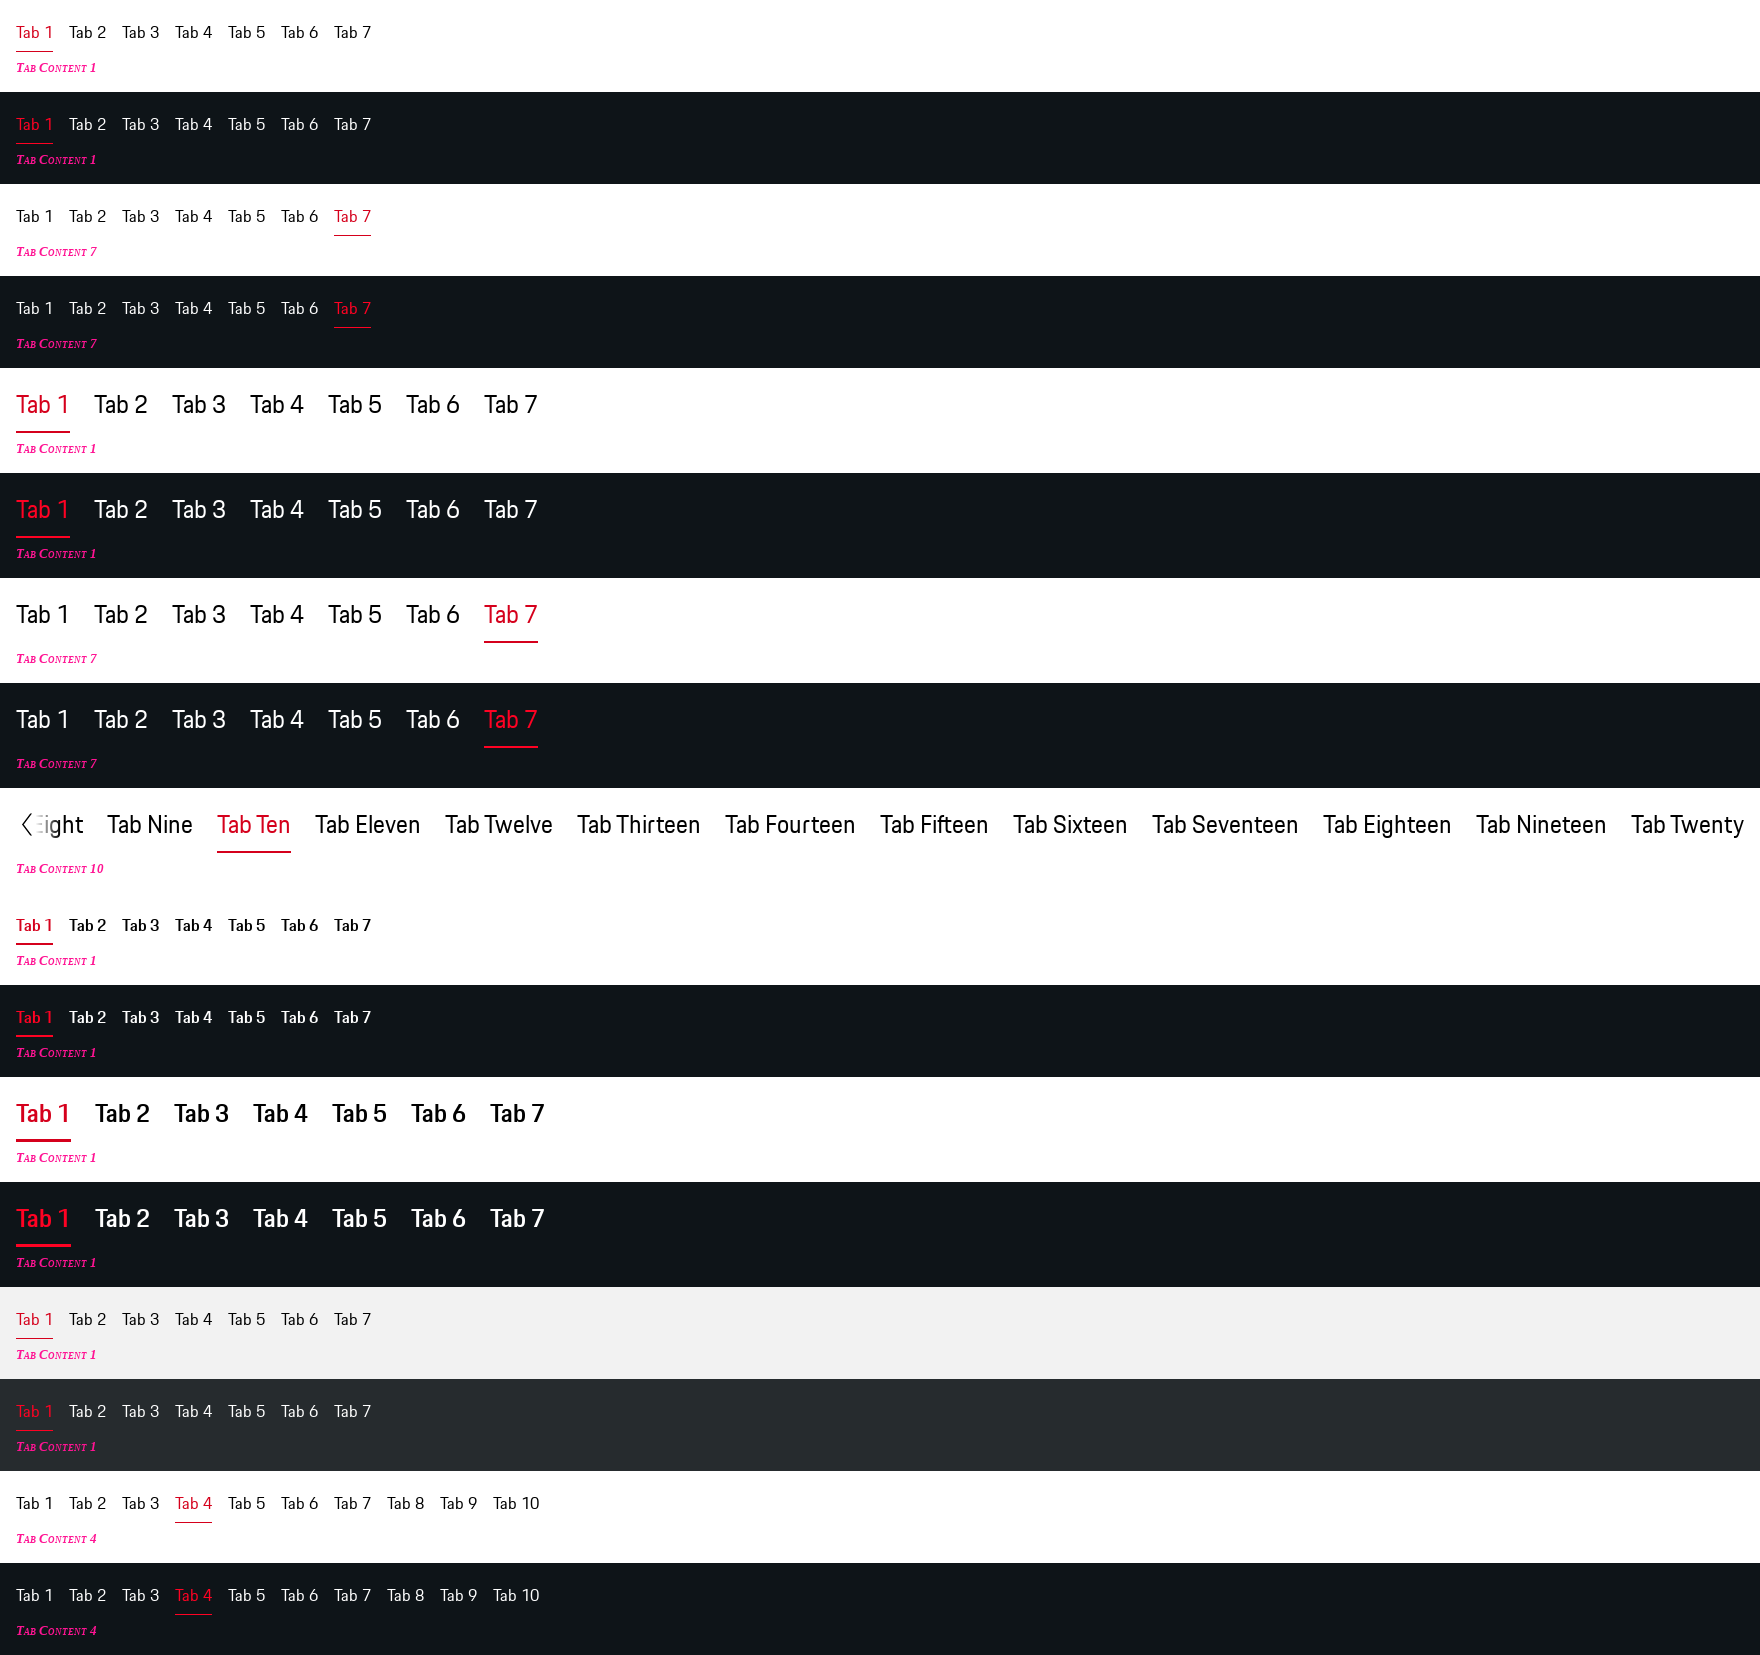 Tab 1 Tab 2 Tab 3 Tab 4 Tab 5 Tab 6 Tab 7
Tab Content 1
Tab 1 Tab 2 Tab 3 Tab 4 Tab 5 Tab 6 Tab 7
Tab Content 1
Tab 1 Tab 2 Tab 3 Tab 4 Tab 5 Tab 6 Tab 7
Tab Content 7
Tab 1 Tab 2 Tab 3 Tab 4 Tab 5 Tab 6 Tab 7
Tab Content 7
Tab 1 Tab 2 Tab 3 Tab 4 Tab 5 Tab 6 Tab 7
Tab Content 1
Tab 1 Tab 2 Tab 3 Tab 4 Tab 5 Tab 6 Tab 7
Tab Content 1
Tab 1 Tab 2 Tab 3 Tab 4 Tab 5 Tab 6 Tab 7
Tab Content 7
Tab 1 Tab 2 Tab 3 Tab 4 Tab 5 Tab 6 Tab 7
Tab Content 7
Eight Tab Nine Tab Ten Tab Eleven Tab Twelve Tab Thirteen Tab Fourteen Tab Fifteen Tab Sixteen Tab Seventeen Tab Eighteen Tab Nineteen Tab Twenty
Tab Content 10
Tab 1 Tab 2 Tab 3 Tab 4 Tab 5 Tab 6 Tab 7
Tab Content 1
Tab 1 Tab 2 Tab 3 Tab 4 Tab 5 Tab 6 Tab 7
Tab Content 1
Tab 1 Tab 2 Tab 3 Tab 4 Tab 5 Tab 6 Tab 7
Tab Content 1
Tab 1 Tab 2 Tab 3 Tab 4 Tab 5 Tab 6 Tab 7
Tab Content 1
Tab 1 Tab 2 Tab 3 Tab 4 Tab 5 Tab 6 Tab 7
Tab Content 1
Tab 1 Tab 2 Tab 3 Tab 4 Tab 5 Tab 6 Tab 7
Tab Content 1
Tab 1 Tab 2 Tab 3 Tab 4 Tab 5 Tab 6 Tab 7 Tab 8 Tab 9 Tab 10
Tab Content 4
Tab 1 Tab 2 Tab 3 Tab 4 Tab 5 Tab 6 Tab 7 Tab 8 Tab 9 Tab 10
Tab Content 4